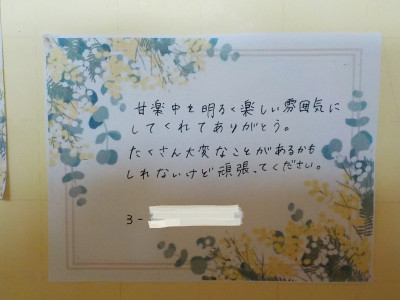 甘楽中を明るく楽しい雰囲気に
してくれてありがとう。
たくさん大変なことがあるかも
しれないけど頑張ってください。
3-